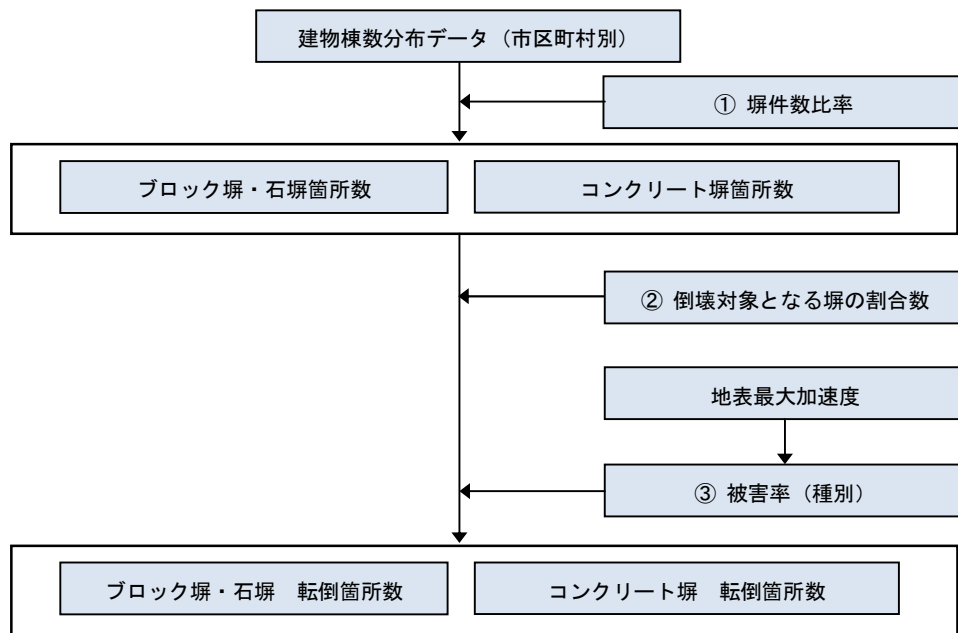 建物棟数分布データ（市区町村別）
① 塀件数比率
ブロック塀・石塀箇所数
コンクリート塀箇所数
② 倒壊対象となる塀の割合数
地表最大加速度
③ 被害率（種別）
ブロック塀・石塀　転倒箇所数
コンクリート塀　転倒箇所数